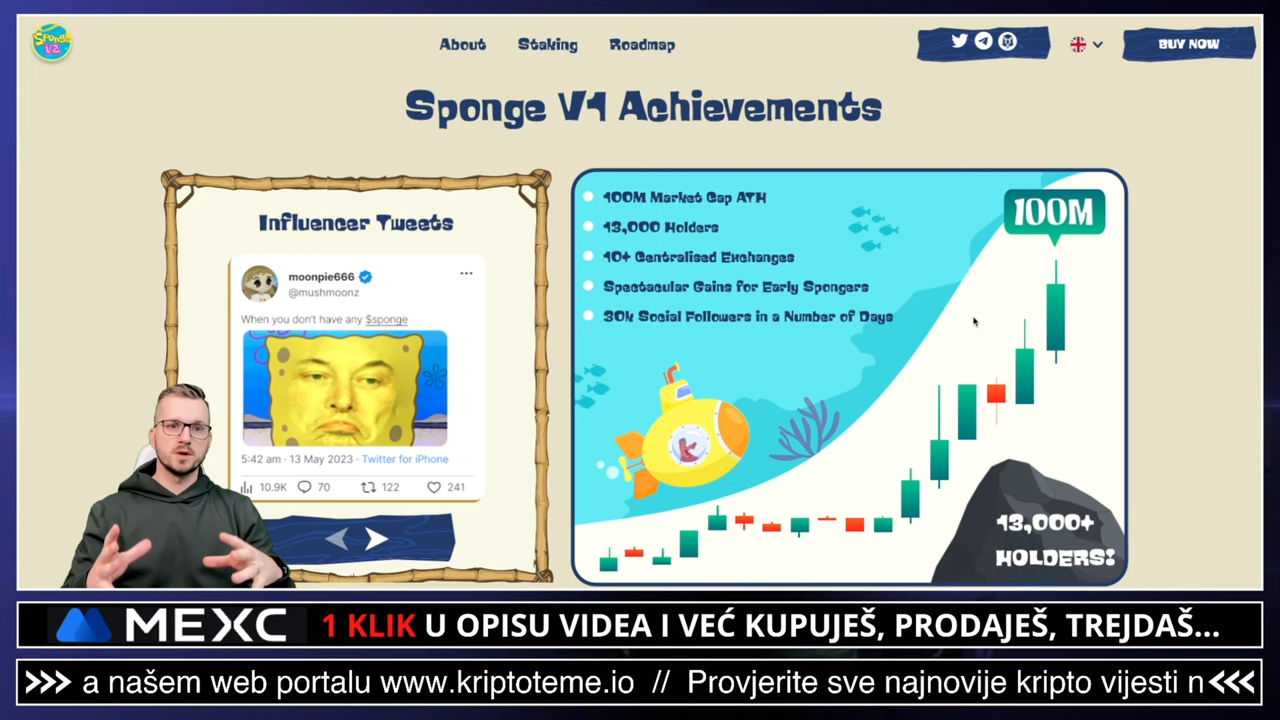 Sponge
V2
About
Staking
Roadmap
BUY NOW
Sponge V1 Achievements
Influencer Tweets
moonpie666
@mushmoonz
When you don't have any $sponge
5:42 am · 13 May 2023 · Twitter for iPhone
10.9K
70
122
241
100M Market Cap ATH
13,000 Holders
10+ Centralised Exchanges
Spectacular Gains for Early Spongers
30k Social Followers in a Number of Days
100M
13,000+
HOLDERS!
MEXC
1 KLIK U OPISU VIDEA I VEĆ KUPUJEŠ, PRODAJEŠ, TREJDAŠ...
>>> a našem web portalu www.kriptoteme.io // Provjerite sve najnovije kripto vijesti n <<<